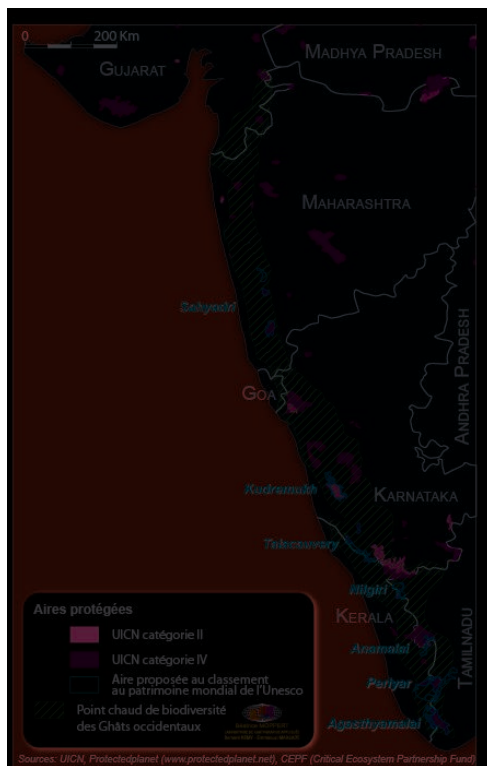 0 200 Km
MADHYA PRADESH
GUJARAT
MAHARASHTRA
Sahyadri
ANDHRA PRADESH
GOA
Kudremukh
KARNATAKA
Talacauvery
Nilgiri
KERALA
TAMILNADU
Anamalai
Periyar
Agasthyamalai
Aires protégées
UICN catégorie II
UICN catégorie IV
Aire proposée au classement
au patrimoine mondial de l'Unesco
Point chaud de biodiversité
des Ghâts occidentaux
Sources: UICN, Protectedplanet (www.protectedplanet.net), CEPF (Critical Ecosystem Partnership Fund)